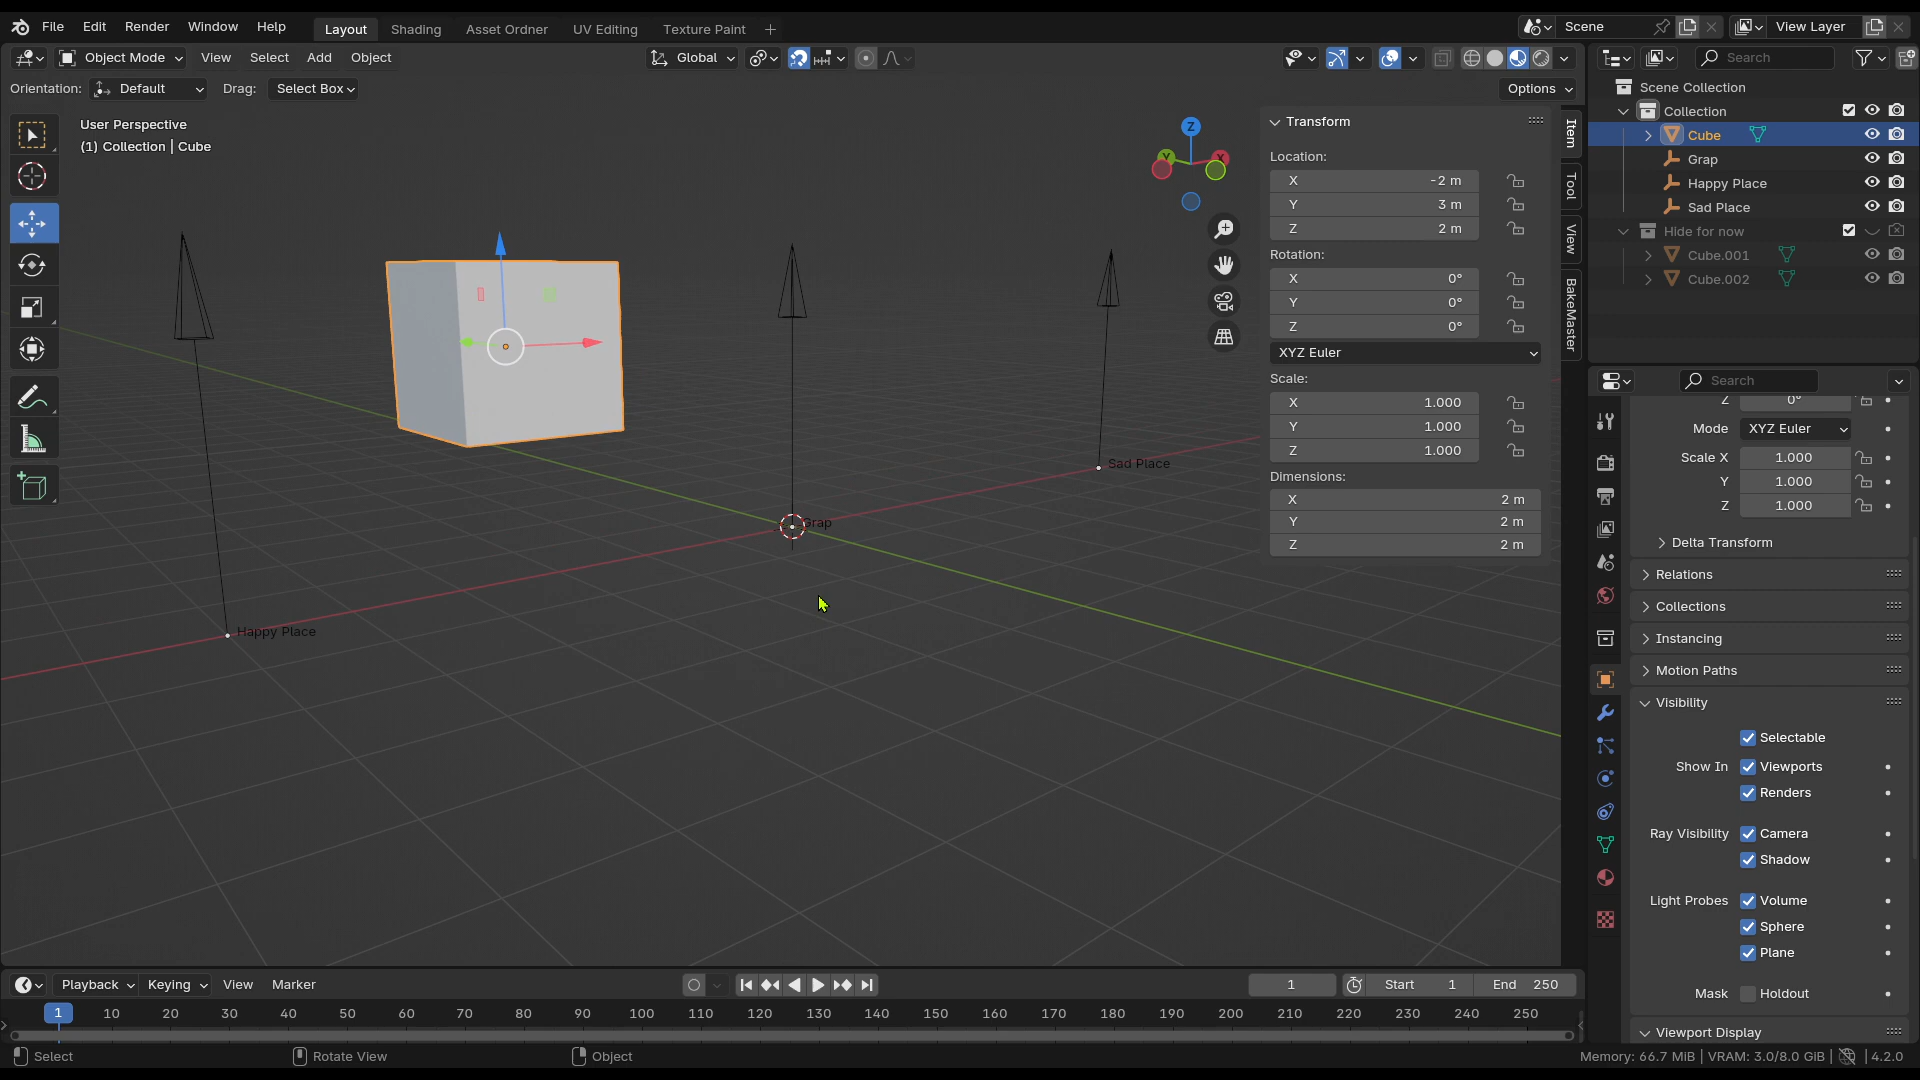 File Edit Render Window Help Layout Shading Asset Ordner UV Editing Texture Paint + Scene View Layer
Object Mode View Select Add Object Global Search
Orientation: Default Drag: Select Box Options
User Perspective
(1) Collection | Cube
Z
Y
X
Transform
Location:
X -2 m
Y 3 m
Z 2 m
Rotation:
X 0°
Y 0°
Z 0°
XYZ Euler
Scale:
X 1.000
Y 1.000
Z 1.000
Dimensions:
X 2 m
Y 2 m
Z 2 m
Item
Tool
View
BakeMaster
Happy Place
Grap
Sad Place
Scene Collection
Collection
Cube
Grap
Happy Place
Sad Place
Hide for now
Cube.001
Cube.002
Search
Z 0°
Mode XYZ Euler
Scale X 1.000
Y 1.000
Z 1.000
Delta Transform
Relations
Collections
Instancing
Motion Paths
Visibility
Selectable
Show In Viewports
Renders
Ray Visibility Camera
Shadow
Light Probes Volume
Sphere
Plane
Mask Holdout
Viewport Display
Playback Keying View Marker 1 Start 1 End 250
1 10 20 30 40 50 60 70 80 90 100 110 120 130 140 150 160 170 180 190 200 210 220 230 240 250
Select Rotate View Object Memory: 66.7 MiB | VRAM: 3.0/8.0 GiB | 4.2.0